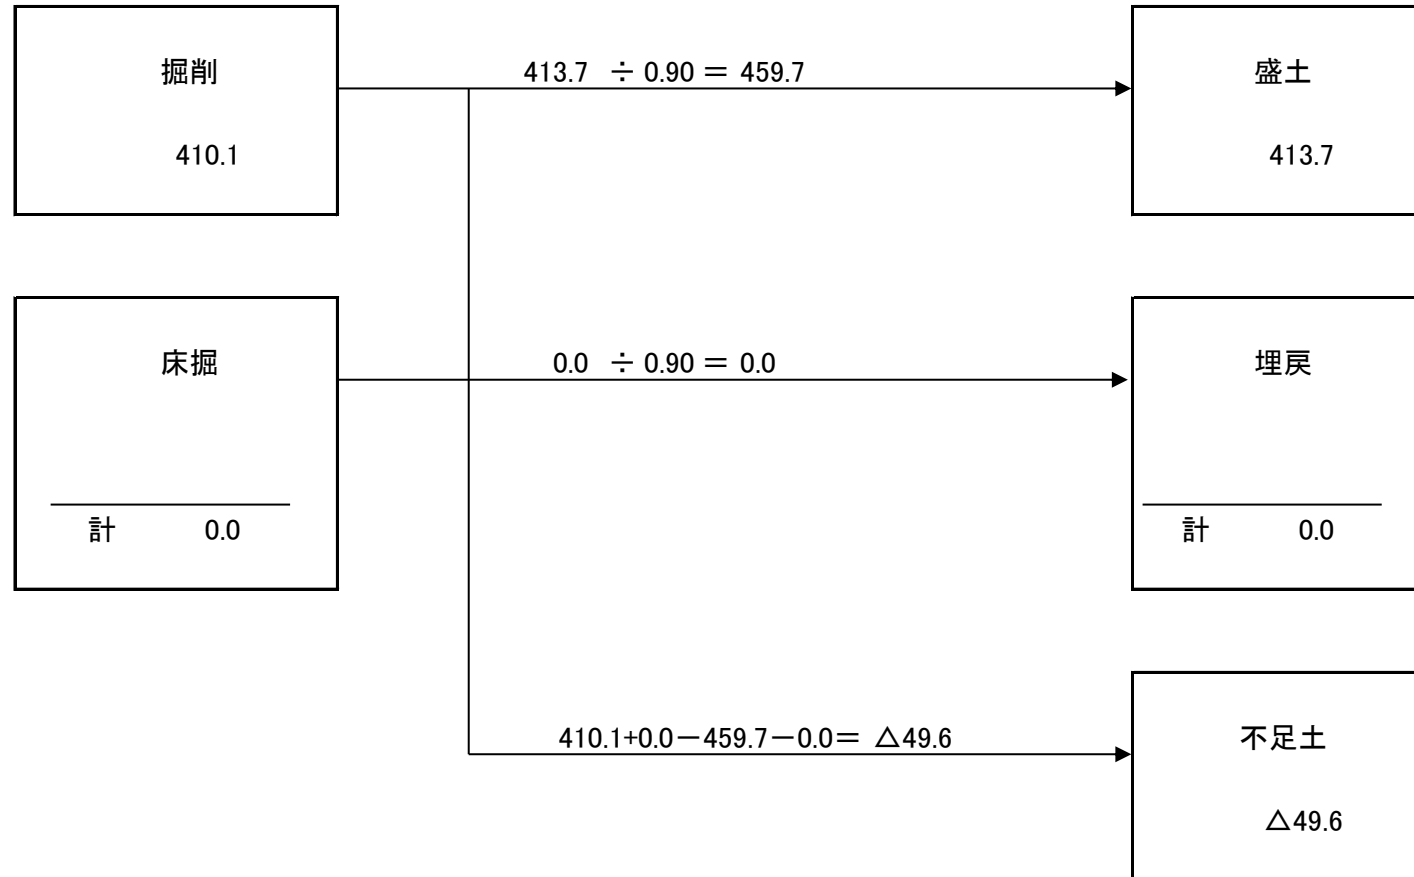 掘削
413.7 ÷ 0.90 = 459.7
盛土
410.1
413.7
床掘
0.0 ÷ 0.90 = 0.0
埋戻
計 0.0
計 0.0
410.1+0.0−459.7−0.0= △49.6
不足土
△49.6